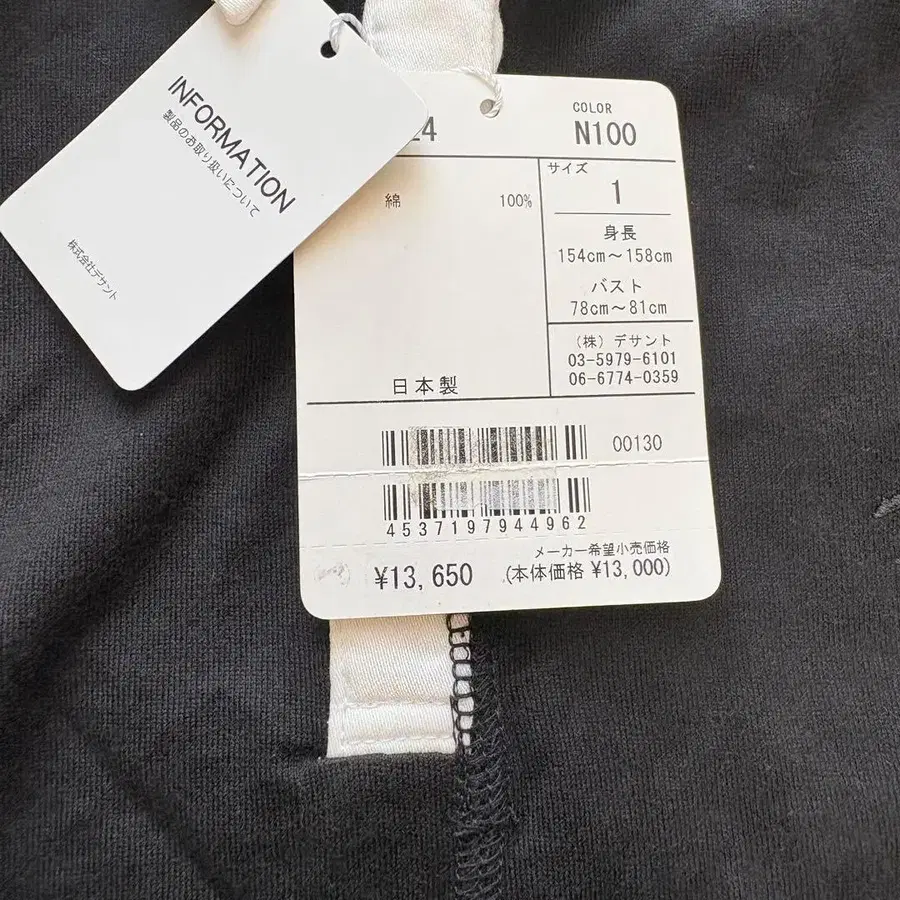 INFORMATION
製品のお取り扱いについて
株式会社デサント
24
COLOR
N100
綿 100%
サイズ
1
身長
154cm～158cm
バスト
78cm～81cm
(株) デサント
03-5979-6101
06-6774-0359
日本製
00130
4537197944962
メーカー希望小売価格
¥13,650 (本体価格 ¥13,000)